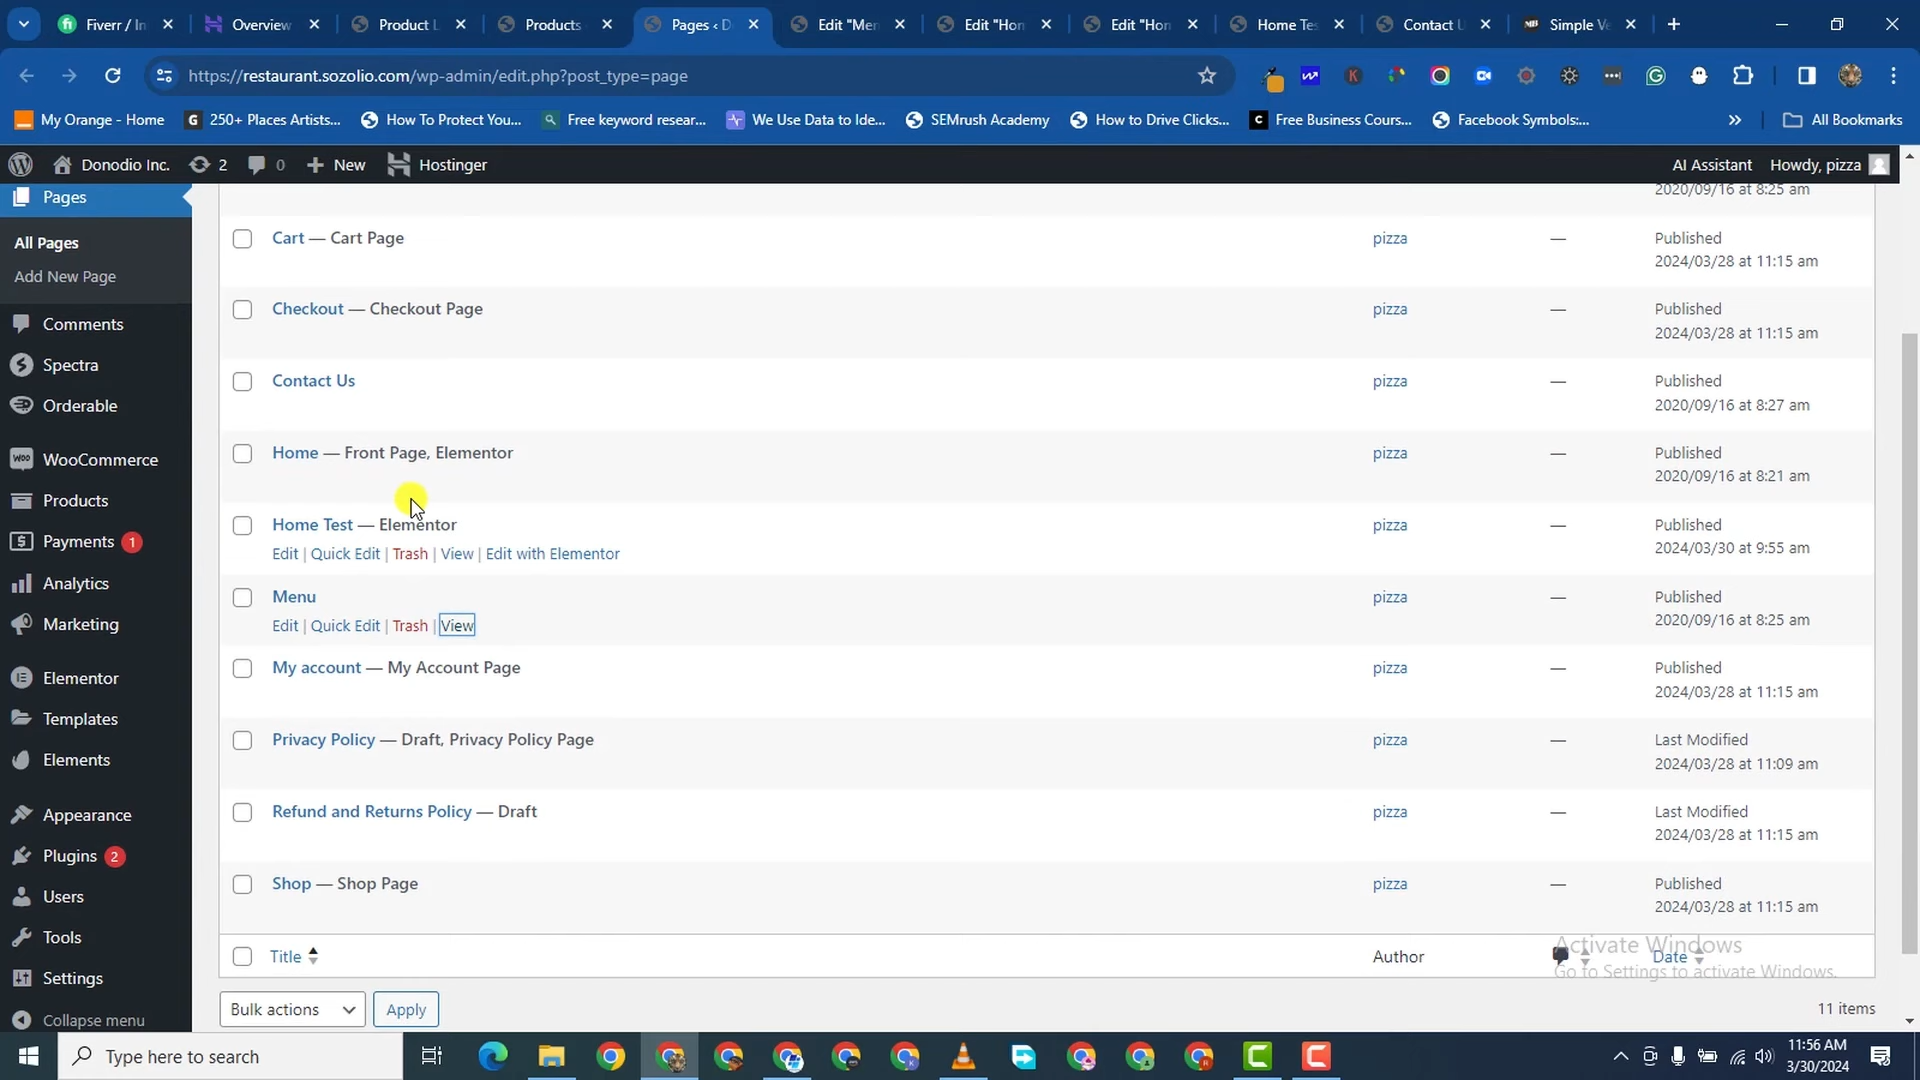 Fiverr / In
Overview
Product L
Products
Pages ‹ D
Edit "Men
Edit "Hom
Edit "Hom
Home Tes
Contact U
Simple Ve
https://restaurant.sozolio.com/wp-admin/edit.php?post_type=page
My Orange - Home
250+ Places Artists...
How To Protect You...
Free keyword resear...
We Use Data to Ide...
SEMrush Academy
How to Drive Clicks...
Free Business Cours...
Facebook Symbols:...
All Bookmarks
Donodio Inc.
2
0
New
Hostinger
AI Assistant
Howdy, pizza
Pages
All Pages
Add New Page
Comments
Spectra
Orderable
WooCommerce
Products
Payments 1
Analytics
Marketing
Elementor
Templates
Elements
Appearance
Plugins 2
Users
Tools
Settings
Collapse menu
2020/09/16 at 8:25 am
Cart — Cart Page pizza — Published
2024/03/28 at 11:15 am
Checkout — Checkout Page pizza — Published
2024/03/28 at 11:15 am
Contact Us pizza — Published
2020/09/16 at 8:27 am
Home — Front Page, Elementor pizza — Published
2020/09/16 at 8:21 am
Home Test — Elementor pizza — Published
Edit | Quick Edit | Trash | View | Edit with Elementor 2024/03/30 at 9:55 am
Menu pizza — Published
Edit | Quick Edit | Trash | View 2020/09/16 at 8:25 am
My account — My Account Page pizza — Published
2024/03/28 at 11:15 am
Privacy Policy — Draft, Privacy Policy Page pizza — Last Modified
2024/03/28 at 11:09 am
Refund and Returns Policy — Draft pizza — Last Modified
2024/03/28 at 11:15 am
Shop — Shop Page pizza — Published
2024/03/28 at 11:15 am
Title Author Date
Activate Windows
Go to Settings to activate Windows.
Bulk actions Apply 11 items
Type here to search
11:56 AM
3/30/2024